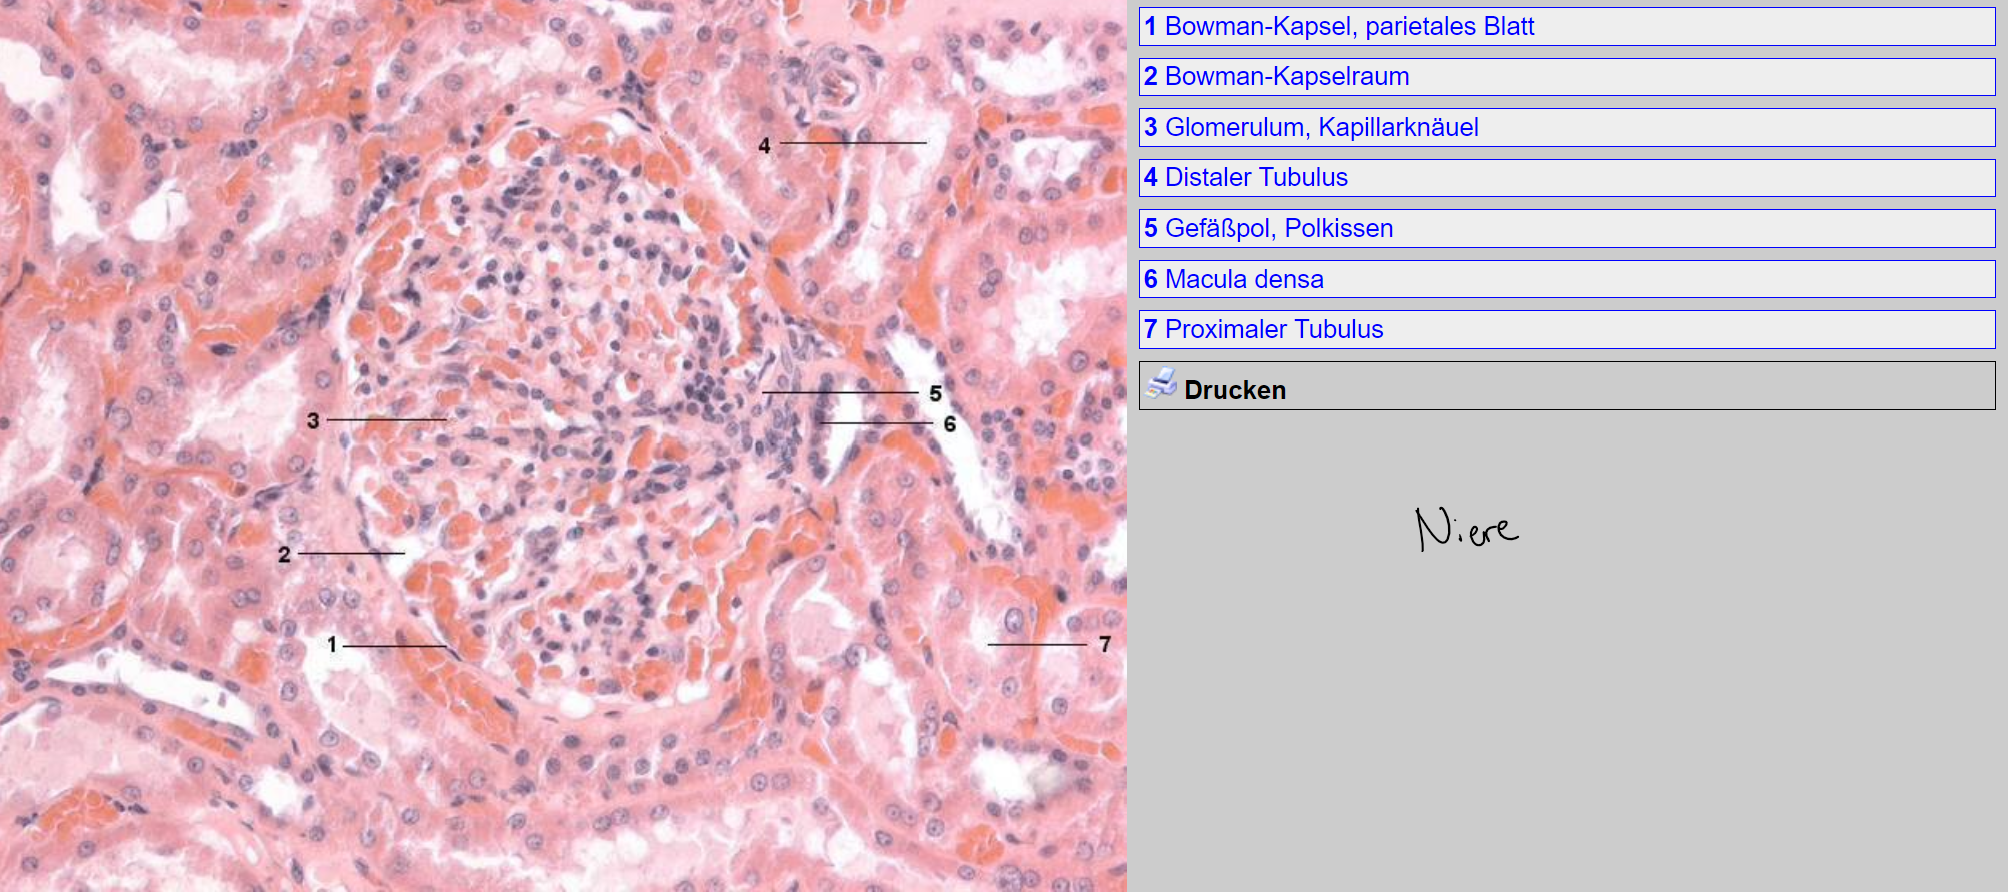 4
5
3
6
2
1
7
1 Bowman-Kapsel, parietales Blatt
2 Bowman-Kapselraum
3 Glomerulum, Kapillarknäuel
4 Distaler Tubulus
5 Gefäßpol, Polkissen
6 Macula densa
7 Proximaler Tubulus
Drucken
Niere